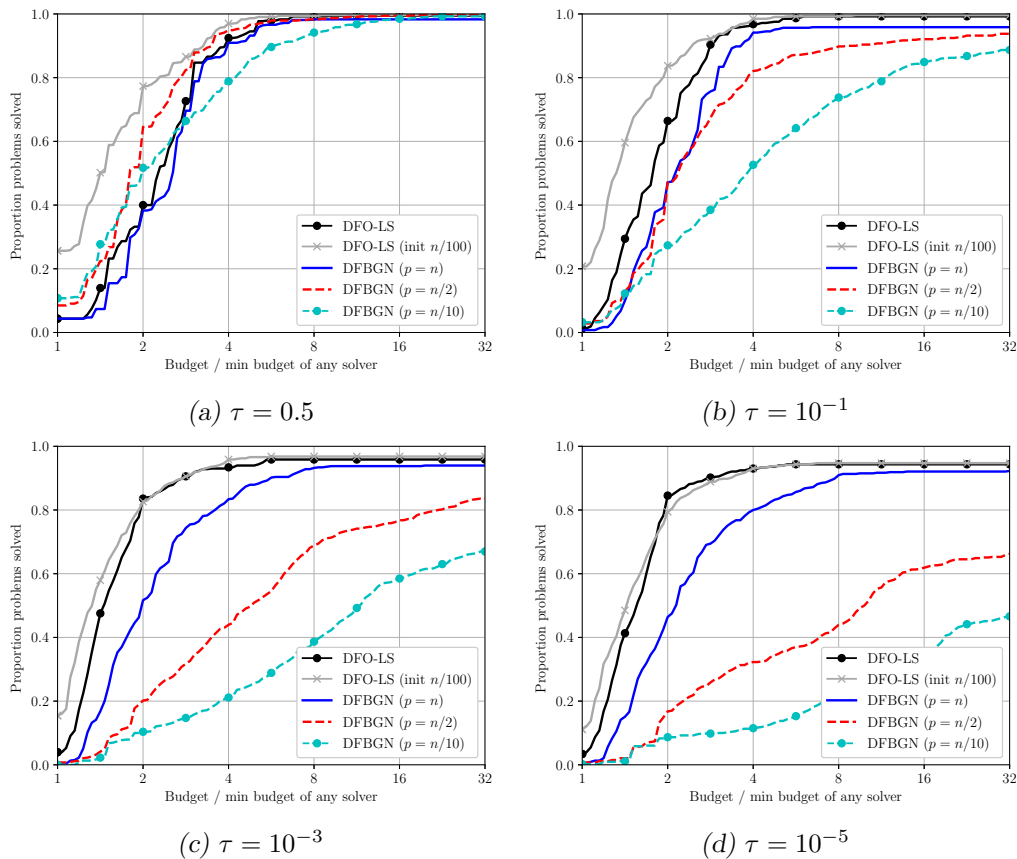 Proportion problems solved
1.0
0.8
0.6
0.4
0.2
0.0
DFO-LS
DFO-LS (init n/100)
DFBGN (p = n)
DFBGN (p = n/2)
DFBGN (p = n/10)
1 2 4 8 16 32
Budget / min budget of any solver
(a) τ = 0.5
Proportion problems solved
1.0
0.8
0.6
0.4
0.2
0.0
DFO-LS
DFO-LS (init n/100)
DFBGN (p = n)
DFBGN (p = n/2)
DFBGN (p = n/10)
1 2 4 8 16 32
Budget / min budget of any solver
(b) τ = 10⁻¹
Proportion problems solved
1.0
0.8
0.6
0.4
0.2
0.0
DFO-LS
DFO-LS (init n/100)
DFBGN (p = n)
DFBGN (p = n/2)
DFBGN (p = n/10)
1 2 4 8 16 32
Budget / min budget of any solver
(c) τ = 10⁻³
Proportion problems solved
1.0
0.8
0.6
0.4
0.2
0.0
DFO-LS
DFO-LS (init n/100)
DFBGN (p = n)
DFBGN (p = n/2)
DFBGN (p = n/10)
1 2 4 8 16 32
Budget / min budget of any solver
(d) τ = 10⁻⁵